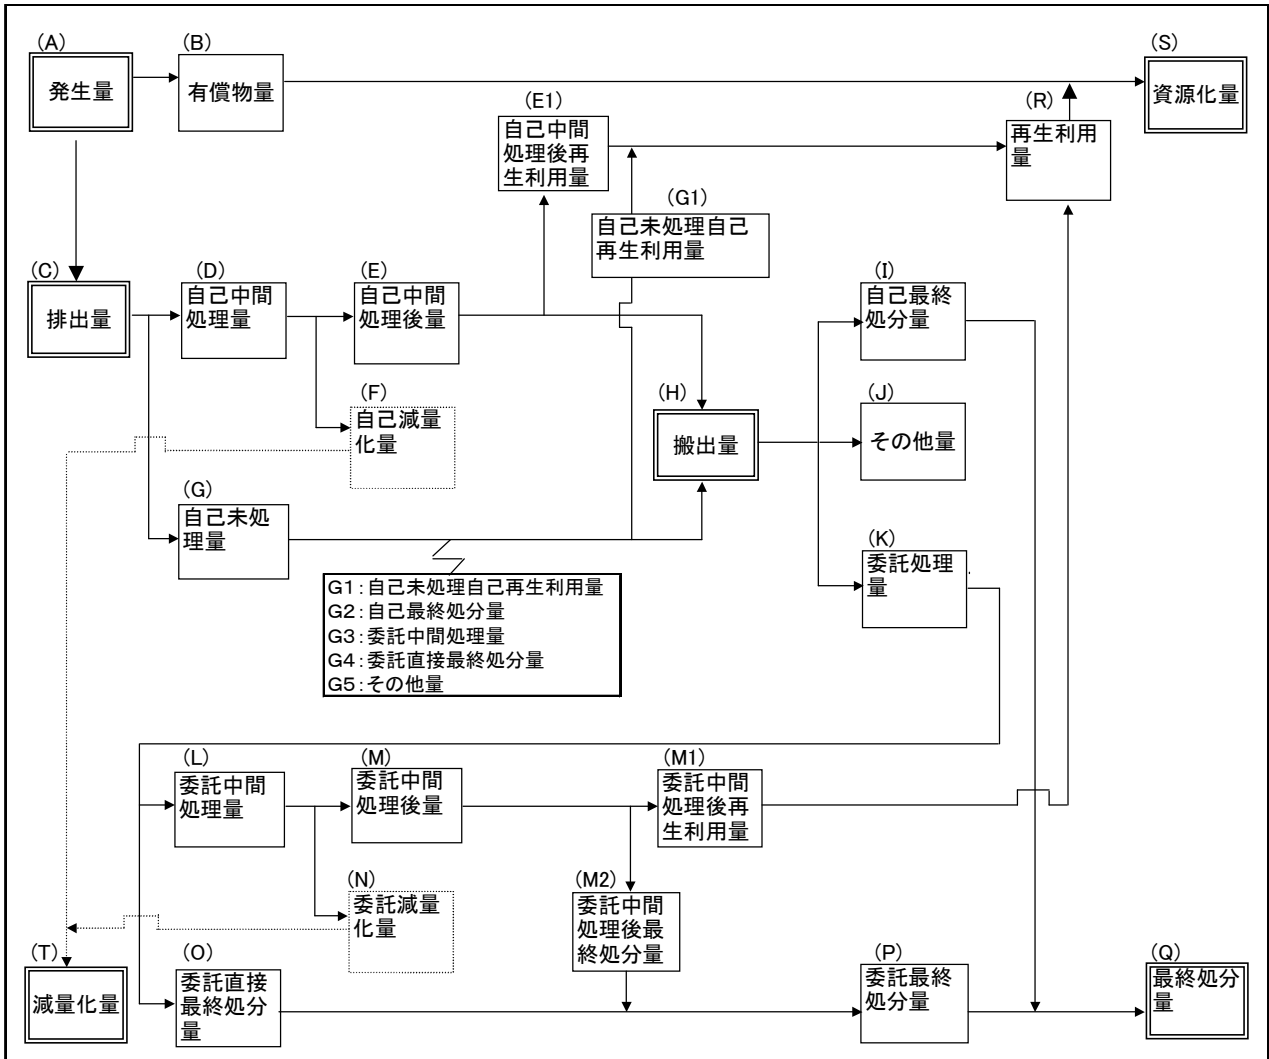 (A)
発生量
(B)
有償物量
(S)
資源化量
(E1)
自己中間
処理後再
生利用量
(R)
再生利用
量
(G1)
自己未処理自己
再生利用量
(C)
排出量
(D)
自己中間
処理量
(E)
自己中間
処理後量
(I)
自己最終
処分量
(F)
自己減量
化量
(H)
搬出量
(J)
その他量
(G)
自己未処
理量
(K)
委託処理
量
G1:自己未処理自己再生利用量
G2:自己最終処分量
G3:委託中間処理量
G4:委託直接最終処分量
G5:その他量
(L)
委託中間
処理量
(M)
委託中間
処理後量
(M1)
委託中間
処理後再
生利用量
(N)
委託減量
化量
(M2)
委託中間
処理後最
終処分量
(T)
減量化量
(O)
委託直接
最終処分
量
(P)
委託最終
処分量
(Q)
最終処分
量